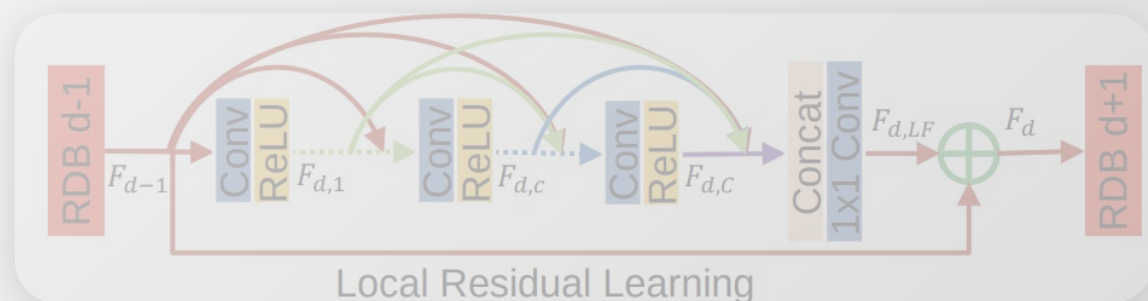 RDB d-1
F_{d-1}
Conv
ReLU
F_{d,1}
Conv
ReLU
F_{d,c}
Conv
ReLU
F_{d,C}
Concat
1x1 Conv
F_{d,LF}
F_d
RDB d+1
Local Residual Learning